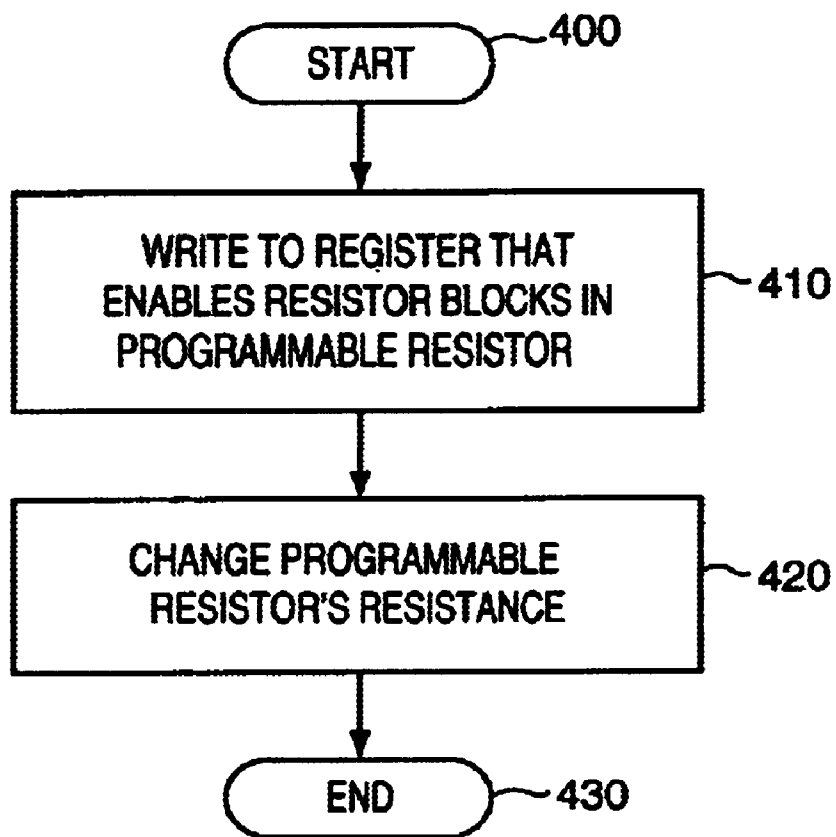 START
400
WRITE TO REGISTER THAT
ENABLES RESISTOR BLOCKS IN
PROGRAMMABLE RESISTOR
410
CHANGE PROGRAMMABLE
RESISTOR'S RESISTANCE
420
END
430